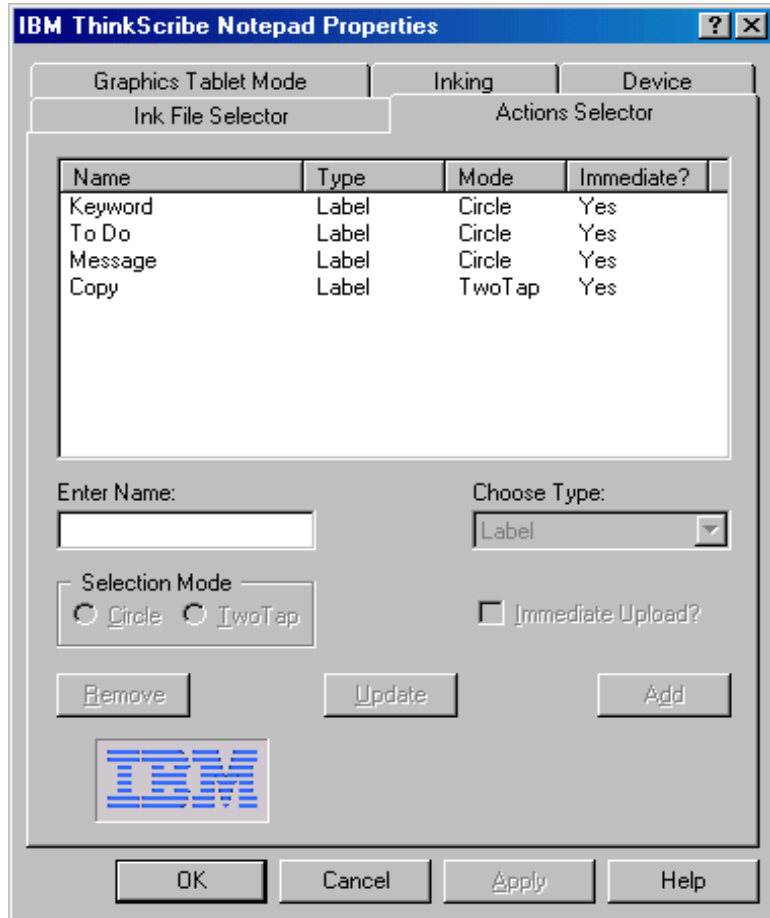 IBM ThinkScribe Notepad Properties
Graphics Tablet Mode Inking Device
Ink File Selector Actions Selector
Name Type Mode Immediate?
Keyword Label Circle Yes
To Do Label Circle Yes
Message Label Circle Yes
Copy Label TwoTap Yes
Enter Name: Choose Type:
Label
Selection Mode
Circle TwoTap Immediate Upload?
Remove Update Add
IBM
OK Cancel Apply Help